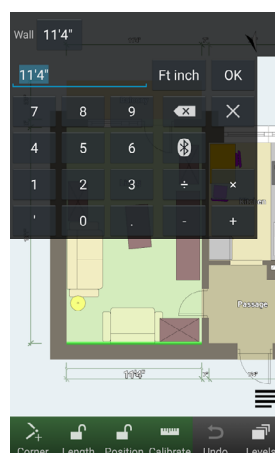 Wall 11'4"
11'4" Ft inch OK
7 8 9
4 5 6
1 2 3 ÷ ×
' 0 . - +
Passage
11'4"
Corner Length Position Calibrate Undo Levels